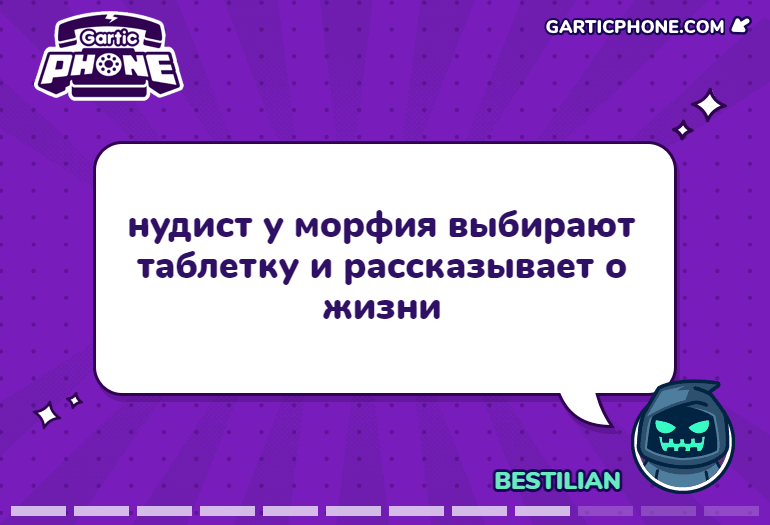 Gartic
PHONE
GARTICPHONE.COM
нудист у морфия выбирают
таблетку и рассказывает о
жизни
BESTILIAN